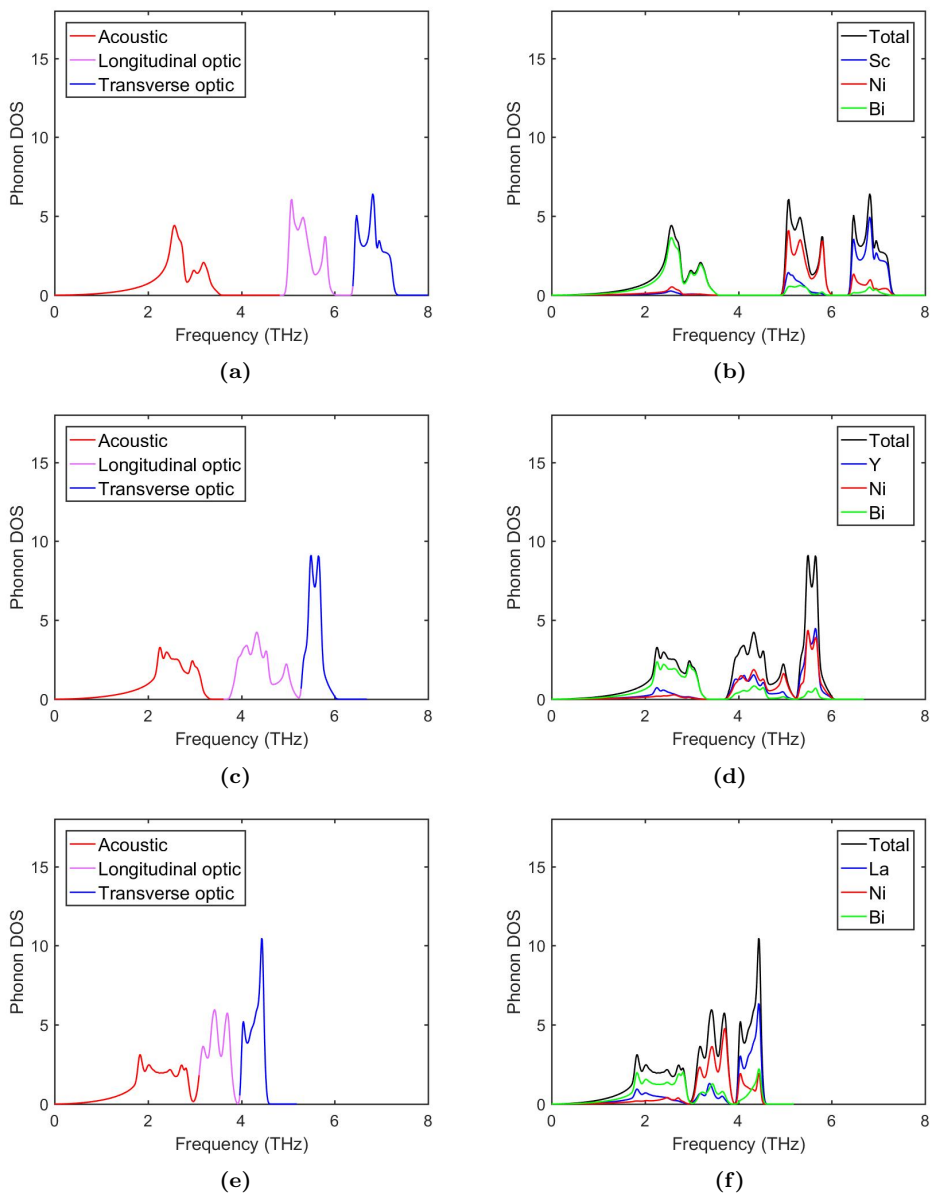 Acoustic
Longitudinal optic
Transverse optic
Phonon DOS
15
10
5
0
0 2 4 6 8
Frequency (THz)
(a)
Total
Sc
Ni
Bi
Phonon DOS
15
10
5
0
0 2 4 6 8
Frequency (THz)
(b)
Acoustic
Longitudinal optic
Transverse optic
Phonon DOS
15
10
5
0
0 2 4 6 8
Frequency (THz)
(c)
Total
Y
Ni
Bi
Phonon DOS
15
10
5
0
0 2 4 6 8
Frequency (THz)
(d)
Acoustic
Longitudinal optic
Transverse optic
Phonon DOS
15
10
5
0
0 2 4 6 8
Frequency (THz)
(e)
Total
La
Ni
Bi
Phonon DOS
15
10
5
0
0 2 4 6 8
Frequency (THz)
(f)